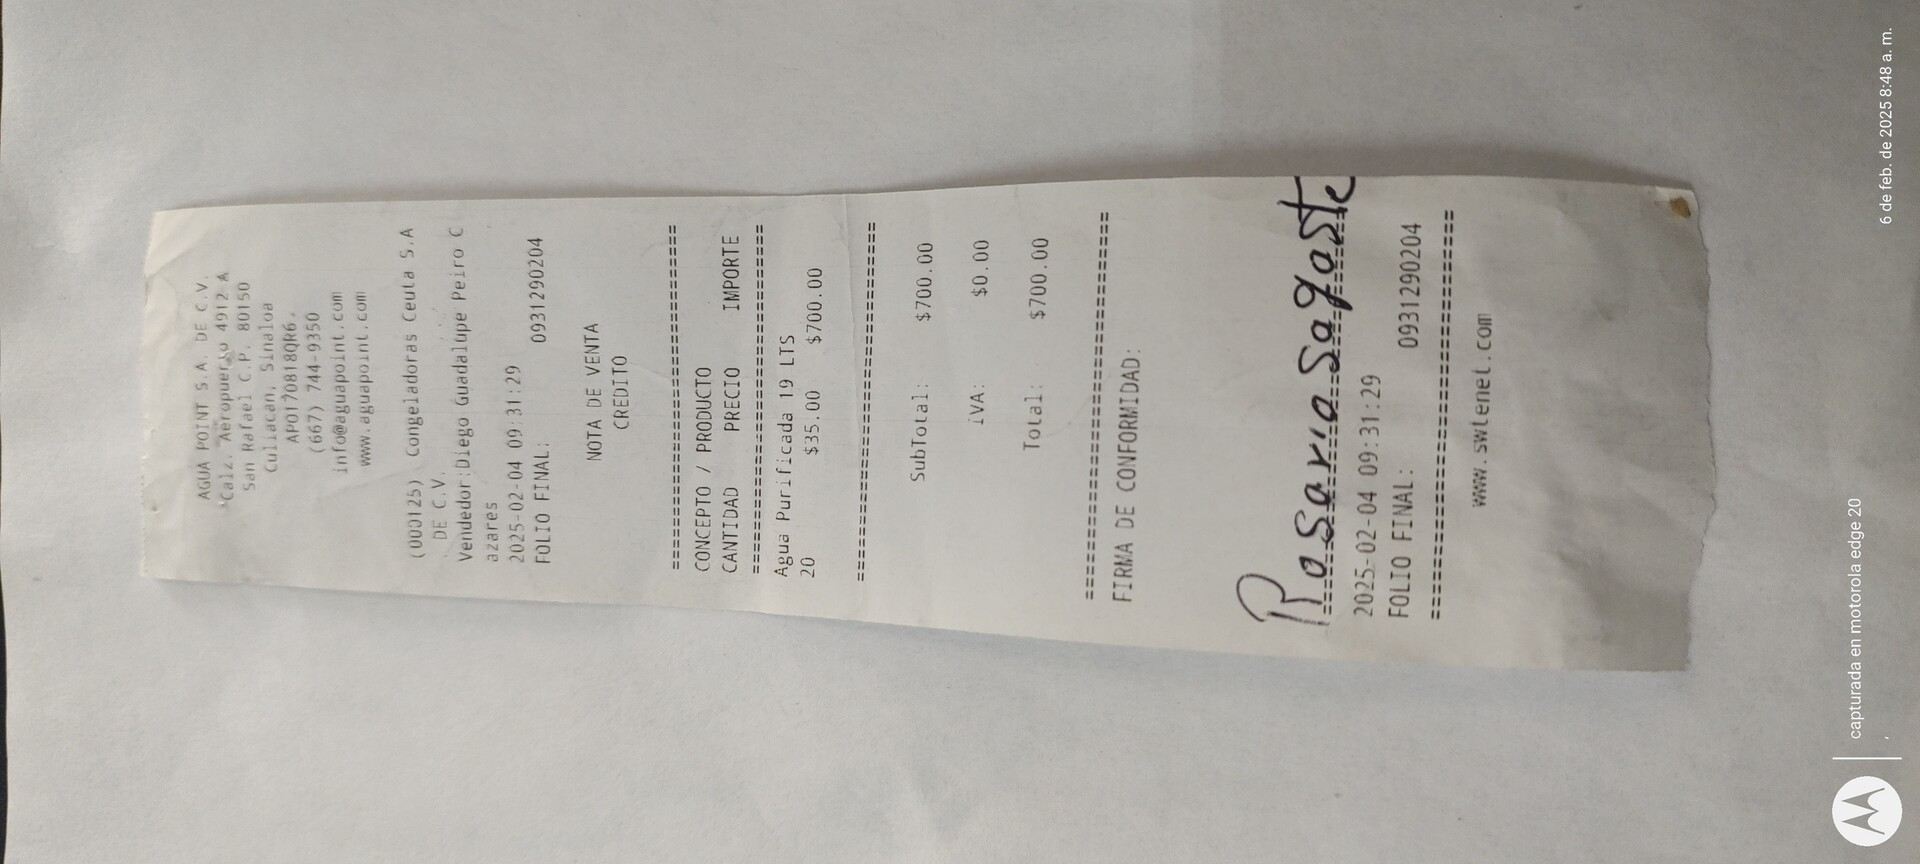 AGUA POINT S.A. DE C.V.
Calz. Aeropuerto 4912 A
San Rafael C.P. 80150
Culiacan, Sinaloa
APO170818QR6.
(667) 744-9350
info@aguapoint.com
www.aguapoint.com
(000125) Congeladoras Ceuta S.A
. DE C.V.
Vendedor:Diego Guadalupe Peiro C
azares
2025-02-04 09:31:29
FOLIO FINAL: 0931290204
NOTA DE VENTA
CREDITO
================================
CONCEPTO / PRODUCTO
CANTIDAD PRECIO IMPORTE
================================
Agua Purificada 19 LTS
20 $35.00 $700.00
================================
SubTotal: $700.00
IVA: $0.00
Total: $700.00
================================
FIRMA DE CONFORMIDAD:
Rosario Sagaste
================================
2025-02-04 09:31:29
FOLIO FINAL: 0931290204
================================
www.swtenet.com
capturada en motorola edge 20
6 de feb. de 2025 8:48 a. m.